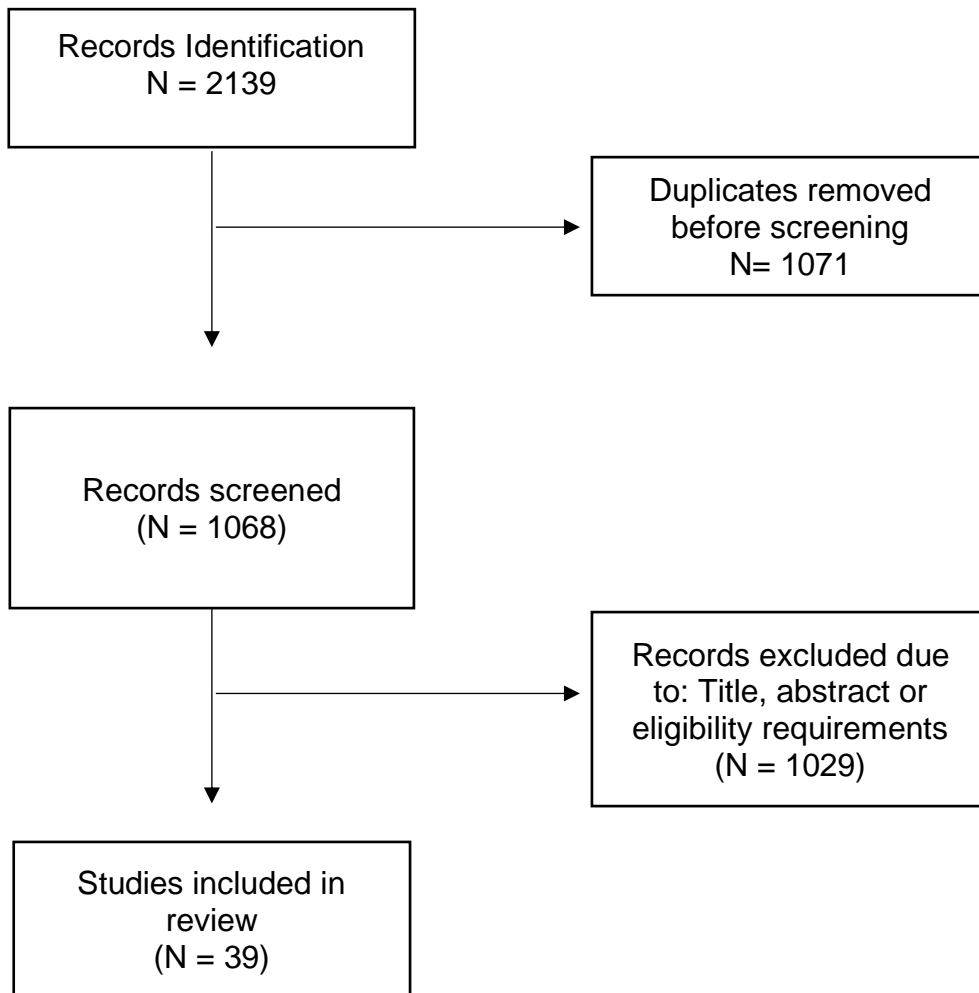 Records Identification
N = 2139
Duplicates removed
before screening
N= 1071
Records screened
(N = 1068)
Records excluded due
to: Title, abstract or
eligibility requirements
(N = 1029)
Studies included in
review
(N = 39)